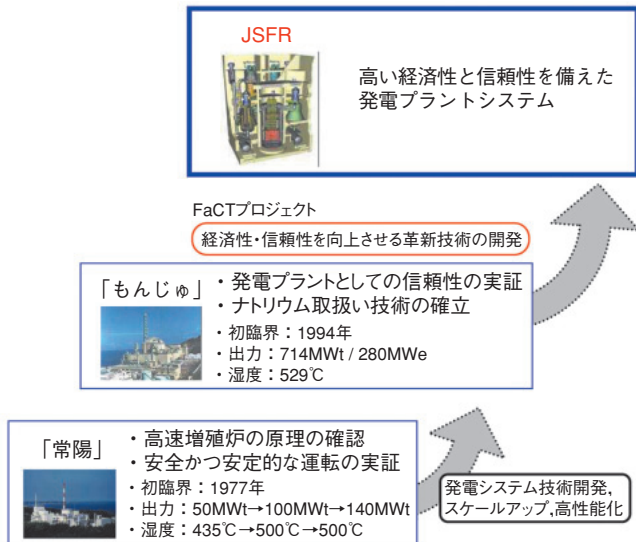 JSFR
高い経済性と信頼性を備えた
発電プラントシステム
FaCTプロジェクト
経済性・信頼性を向上させる革新技術の開発
「もんじゅ」
・発電プラントとしての信頼性の実証
・ナトリウム取扱い技術の確立
・初臨界：1994年
・出力：714MWt / 280MWe
・湿度：529℃
「常陽」
・高速増殖炉の原理の確認
・安全かつ安定的な運転の実証
・初臨界：1977年
・出力：50MWt→100MWt→140MWt
・湿度：435℃→500℃→500℃
発電システム技術開発,
スケールアップ,高性能化